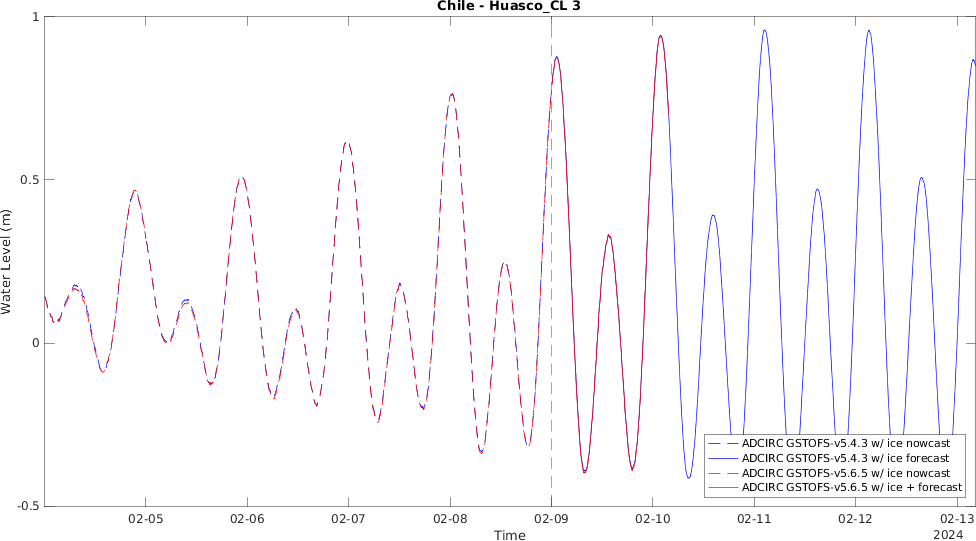 Chile - Huasco_CL 3
Water Level (m)
1
0.5
0
-0.5
02-05 02-06 02-07 02-08 02-09 02-10 02-11 02-12 02-13
Time
2024
ADCIRC GSTOFS-v5.4.3 w/ ice nowcast
ADCIRC GSTOFS-v5.4.3 w/ ice forecast
ADCIRC GSTOFS-v5.6.5 w/ ice nowcast
ADCIRC GSTOFS-v5.6.5 w/ ice + forecast